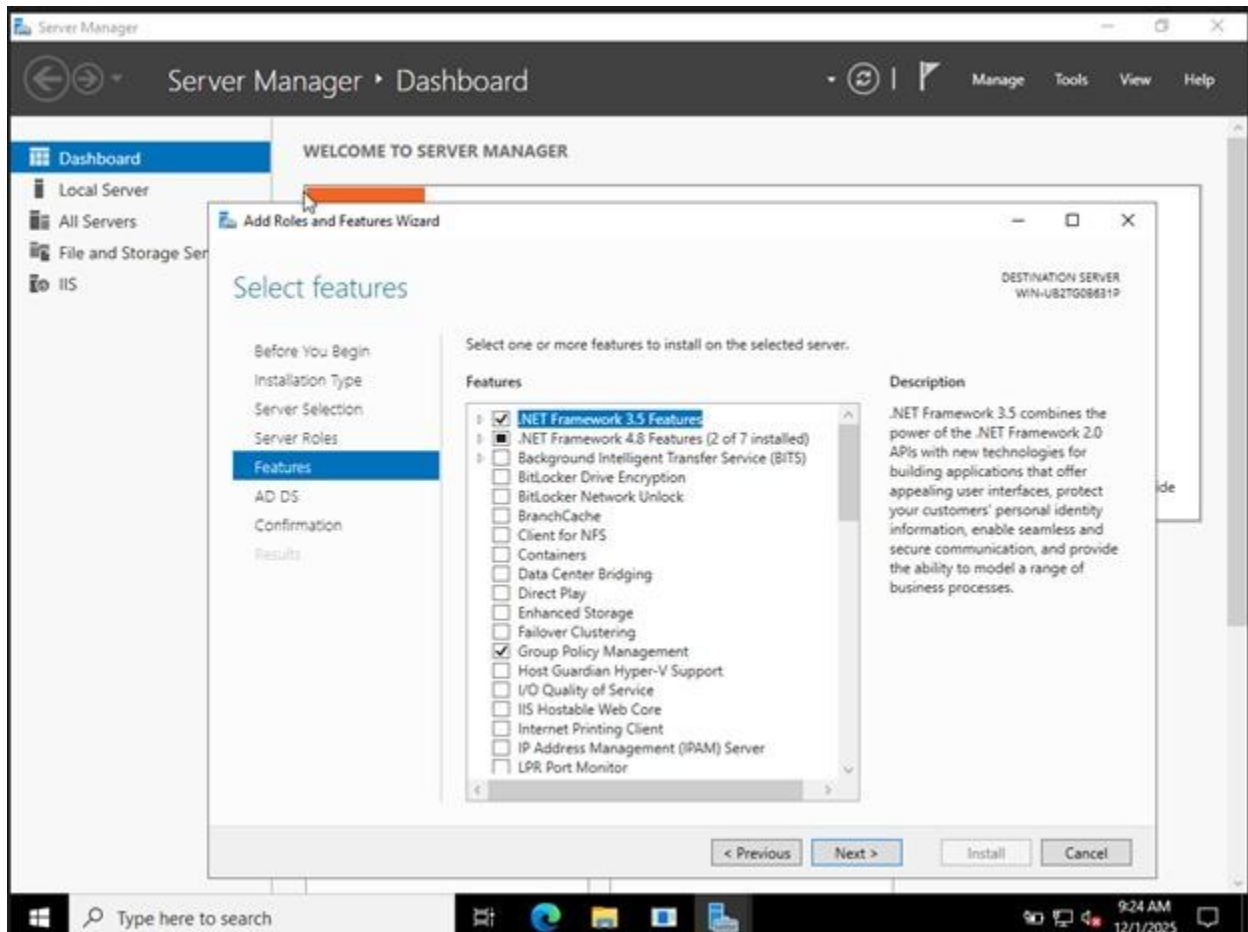 Server Manager
Server Manager • Dashboard
Manage Tools View Help
Dashboard
Local Server
All Servers
File and Storage Ser
IIS
WELCOME TO SERVER MANAGER
Add Roles and Features Wizard
Select features
DESTINATION SERVER
WIN-UB2TG0B631P
Before You Begin
Installation Type
Server Selection
Server Roles
Features
AD DS
Confirmation
Results
Select one or more features to install on the selected server.
Features
.NET Framework 3.5 Features
.NET Framework 4.8 Features (2 of 7 installed)
Background Intelligent Transfer Service (BITS)
BitLocker Drive Encryption
BitLocker Network Unlock
BranchCache
Client for NFS
Containers
Data Center Bridging
Direct Play
Enhanced Storage
Failover Clustering
Group Policy Management
Host Guardian Hyper-V Support
I/O Quality of Service
IIS Hostable Web Core
Internet Printing Client
IP Address Management (IPAM) Server
LPR Port Monitor
Description
.NET Framework 3.5 combines the
power of the .NET Framework 2.0
APIs with new technologies for
building applications that offer
appealing user interfaces, protect
your customers' personal identity
information, enable seamless and
secure communication, and provide
the ability to model a range of
business processes.
ide
< Previous
Next >
Install
Cancel
Type here to search
9:24 AM
12/1/2025